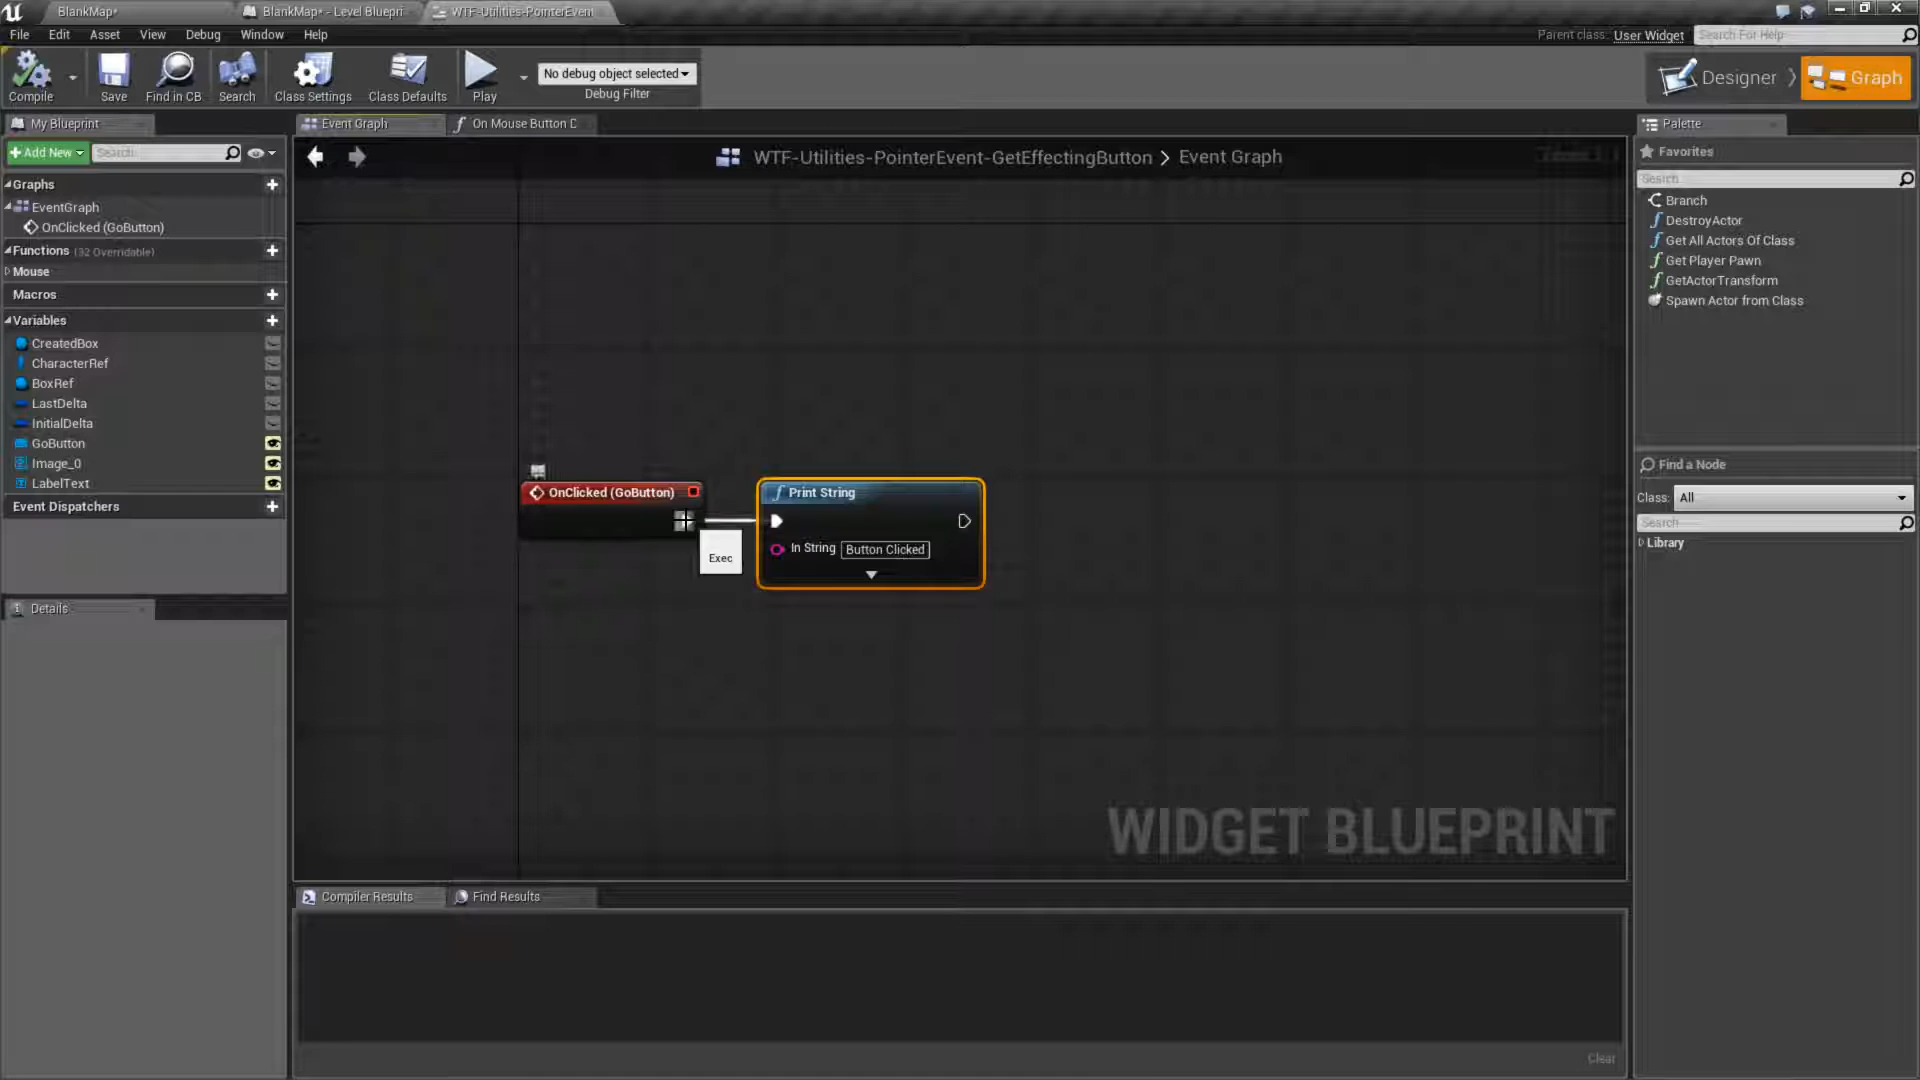 BlankMap*
BlankMap* - Level Bluepri
WTF-Utilities-PointerEvent
File
Edit
Asset
View
Debug
Window
Help
Parent class: User Widget
Search For Help
Compile
Save
Find in CB
Search
Class Settings
Class Defaults
Play
No debug object selected
Debug Filter
Designer
Graph
My Blueprint
Event Graph
On Mouse Button D
Palette
Add New
Search
WTF-Utilities-PointerEvent-GetEffectingButton > Event Graph
Favorites
Search
Graphs
EventGraph
OnClicked (GoButton)
Functions (32 Overridable)
Mouse
Macros
Variables
CreatedBox
CharacterRef
BoxRef
LastDelta
InitialDelta
GoButton
Image_0
LabelText
Event Dispatchers
Branch
DestroyActor
Get All Actors Of Class
Get Player Pawn
GetActorTransform
Spawn Actor from Class
OnClicked (GoButton)
Print String
In String
Button Clicked
Exec
Find a Node
Class: All
Search
Library
Details
WIDGET BLUEPRINT
Compiler Results
Find Results
Clear